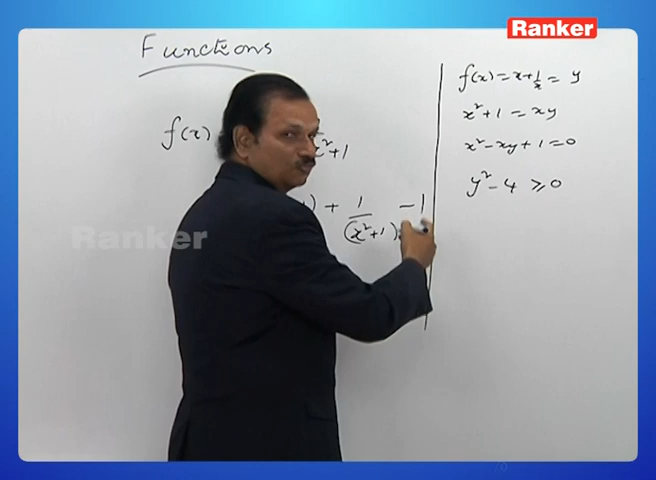 Ranker
Functions
f(x) x²+1
) + 1/(x²+1) - 1
f(x) = x + 1/x = y
x² + 1 = xy
x² - xy + 1 = 0
y² - 4 ≥ 0
Ranker